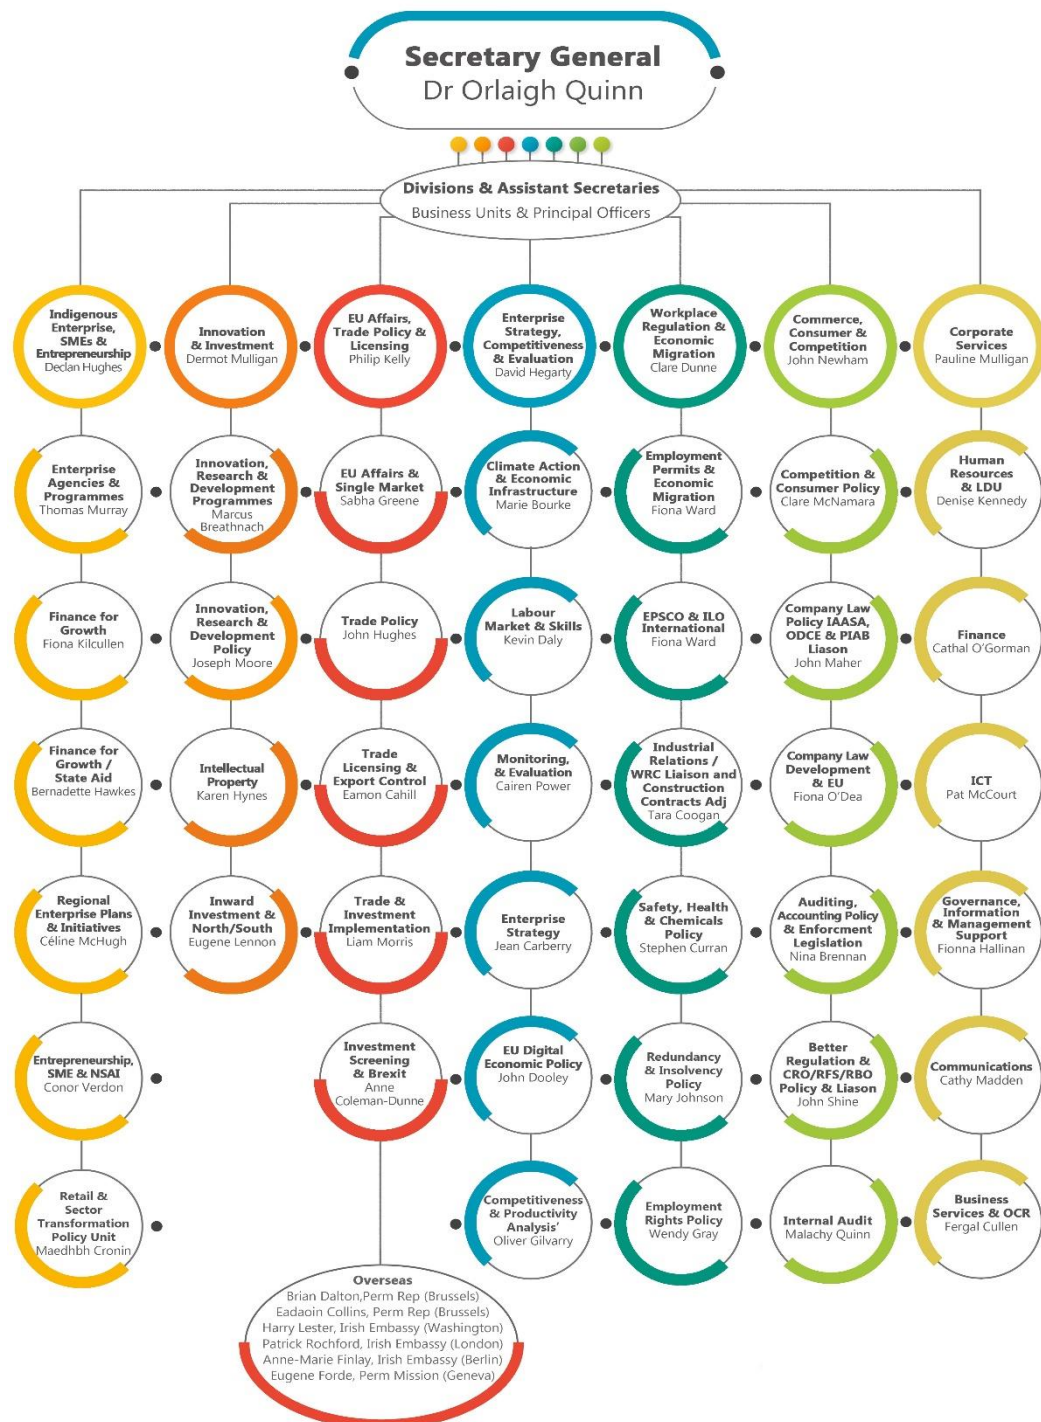 Secretary General
Dr Orlaigh Quinn
Divisions & Assistant Secretaries
Business Units & Principal Officers
Indigenous
Enterprise,
SMEs &
Entrepreneurship
Declan Hughes
Innovation
& Investment
Dermot Mulligan
EU Affairs,
Trade Policy &
Licensing
Philip Kelly
Enterprise
Strategy,
Competitiveness
& Evaluation
David Hegarty
Workplace
Regulation &
Economic
Migration
Clare Dunne
Commerce,
Consumer &
Competition
John Newham
Corporate
Services
Pauline Mulligan
Enterprise
Agencies &
Programmes
Thomas Murray
Innovation,
Research &
Development
Programmes
Marcus
Breathnach
EU Affairs &
Single Market
Sabha Greene
Climate Action
& Economic
Infrastructure
Marie Bourke
Employment
Permits &
Economic
Migration
Fiona Ward
Competition &
Consumer Policy
Clare McNamara
Human
Resources
& LDU
Denise Kennedy
Finance for
Growth
Fiona Kilcullen
Innovation,
Research &
Development
Policy
Joseph Moore
Trade Policy
John Hughes
Labour
Market & Skills
Kevin Daly
EPSCO & ILO
International
Fiona Ward
Company Law
Policy IAASA,
ODCE & PIAB
Liason
John Maher
Finance
Cathal O'Gorman
Finance for
Growth /
State Aid
Bernadette Hawkes
Intellectual
Property
Karen Hynes
Trade
Licensing &
Export Control
Eamon Cahill
Monitoring,
& Evaluation
Cairen Power
Industrial
Relations /
WRC Liaison and
Construction
Contracts Adj
Tara Coogan
Company Law
Development
& EU
Fiona O'Dea
ICT
Pat McCourt
Regional
Enterprise Plans
& Initiatives
Céline McHugh
Inward
Investment &
North/South
Eugene Lennon
Trade &
Investment
Implementation
Liam Morris
Enterprise
Strategy
Jean Carberry
Safety, Health
& Chemicals
Policy
Stephen Curran
Auditing,
Accounting Policy
& Enforcment
Legislation
Nina Brennan
Governance,
Information
& Management
Support
Fionna Hallinan
Entrepreneurship,
SME & NSAI
Conor Verdon
Investment
Screening
& Brexit
Anne
Coleman-Dunne
EU Digital
Economic Policy
John Dooley
Redundancy
& Insolvency
Policy
Mary Johnson
Better
Regulation &
CRO/RFS/RBO
Policy & Liason
John Shine
Communications
Cathy Madden
Retail &
Sector
Transformation
Policy Unit
Maedhbh Cronin
Competitiveness
& Productivity
Analysis'
Oliver Gilvarry
Employment
Rights Policy
Wendy Gray
Internal Audit
Malachy Quinn
Business
Services & OCR
Fergal Cullen
Overseas
Brian Dalton,Perm Rep (Brussels)
Eadaoin Collins, Perm Rep (Brussels)
Harry Lester, Irish Embassy (Washington)
Patrick Rochford, Irish Embassy (London)
Anne-Marie Finlay, Irish Embassy (Berlin)
Eugene Forde, Perm Mission (Geneva)